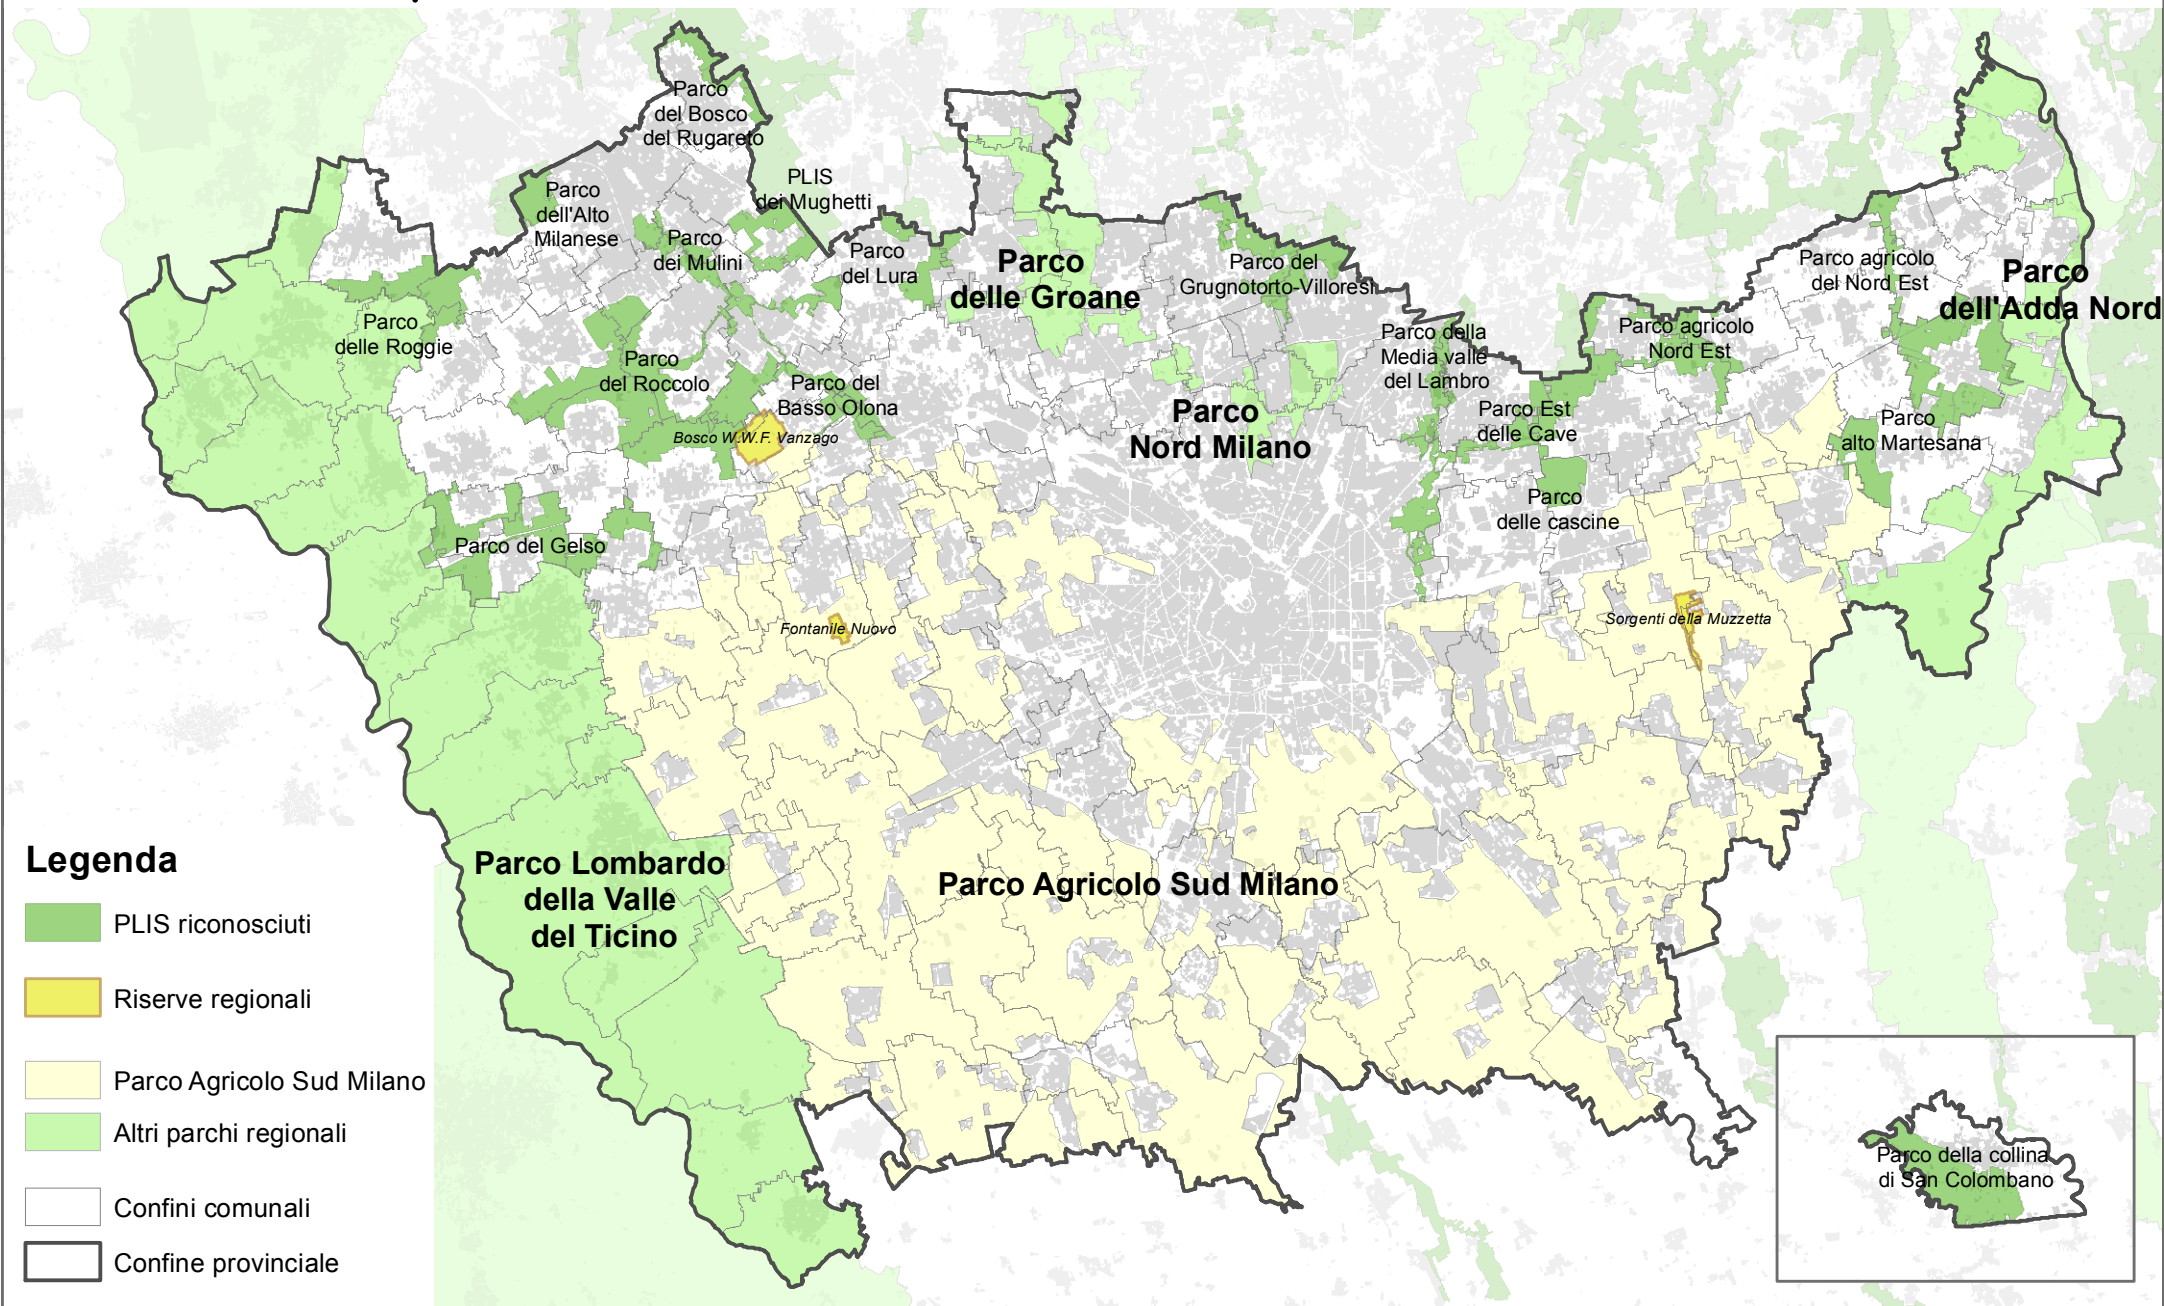 Parco
del Bosco
del Rugareto
PLIS
dei Mughetti
Parco
dell'Alto
Milanese
Parco
dei Mulini
Parco
del Lura
Parco
delle Groane
Parco del
Grugnotorto-Villoresi
Parco agricolo
del Nord Est
Parco
dell'Adda Nord
Parco
delle Roggie
Parco
del Roccolo
Parco del
Basso Olona
Bosco W.W.F. Vanzago
Parco
Nord Milano
Parco della
Media valle
del Lambro
Parco agricolo
Nord Est
Parco Est
delle Cave
Parco
alto Martesana
Parco
delle cascine
Parco del Gelso
Fontanile Nuovo
Sorgenti della Muzzetta
Parco Lombardo
della Valle
del Ticino
Parco Agricolo Sud Milano
Legenda
PLIS riconosciuti
Riserve regionali
Parco Agricolo Sud Milano
Altri parchi regionali
Confini comunali
Confine provinciale
Parco della collina
di San Colombano